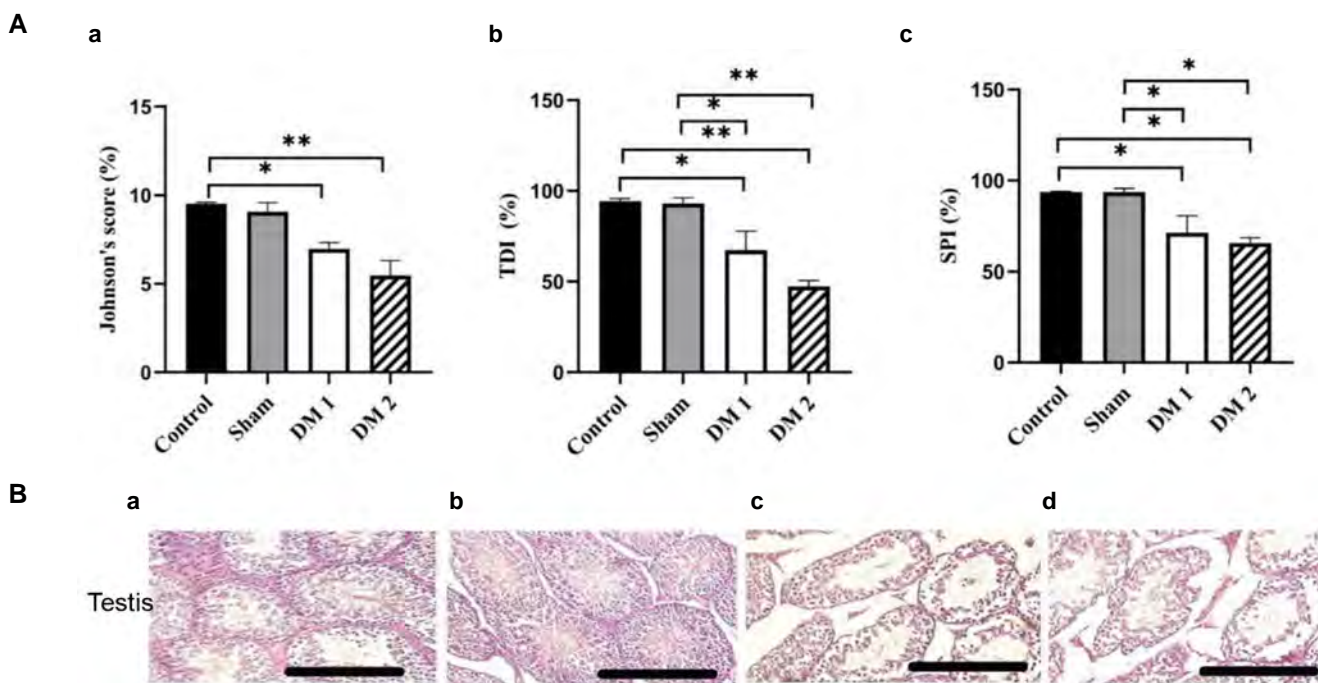 A
a
b
c
**
*
15
10
5
0
Johnson's score (%)
Control
Sham
DM 1
DM 2
**
*
**
*
150
100
50
0
TDI (%)
Control
Sham
DM 1
DM 2
*
*
*
*
150
100
50
0
SPI (%)
Control
Sham
DM 1
DM 2
B
a
b
c
d
Testis